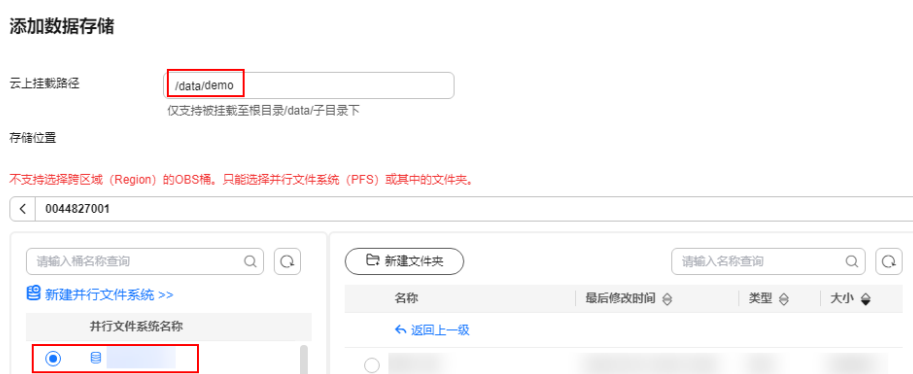 添加数据存储
云上挂载路径 /data/demo
仅支持被挂载至根目录/data/子目录下
存储位置
不支持选择跨区域（Region）的OBS桶。只能选择并行文件系统（PFS）或其中的文件夹。
0044827001
请输入桶名称查询 新建文件夹 请输入名称查询
新建并行文件系统 >> 名称 最后修改时间 类型 大小
并行文件系统名称 返回上一级